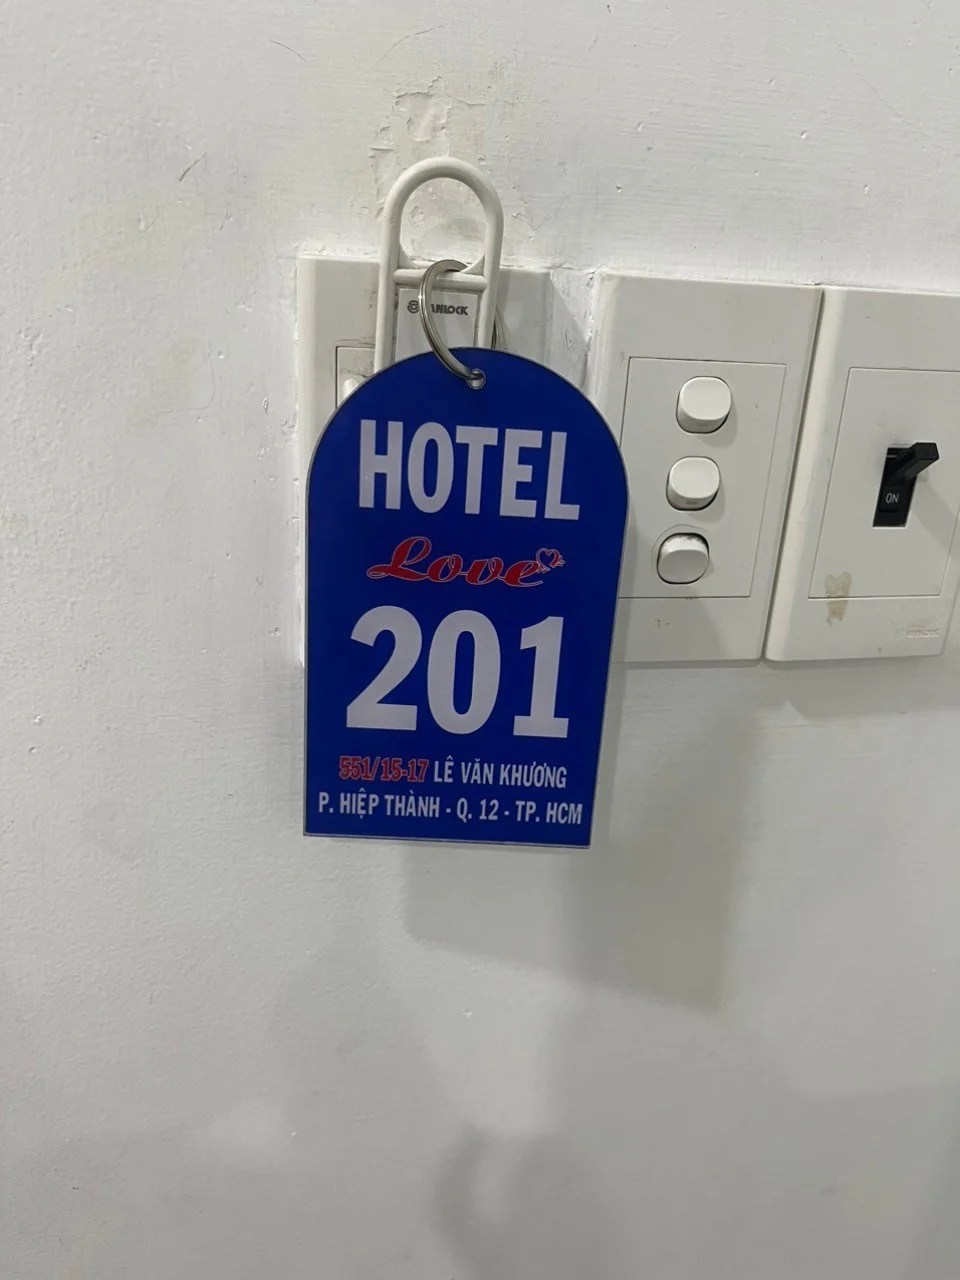 HOTEL
Love
201
551/15-17 LÊ VĂN KHƯƠNG
P. HIỆP THÀNH - Q. 12 - TP. HCM
ON